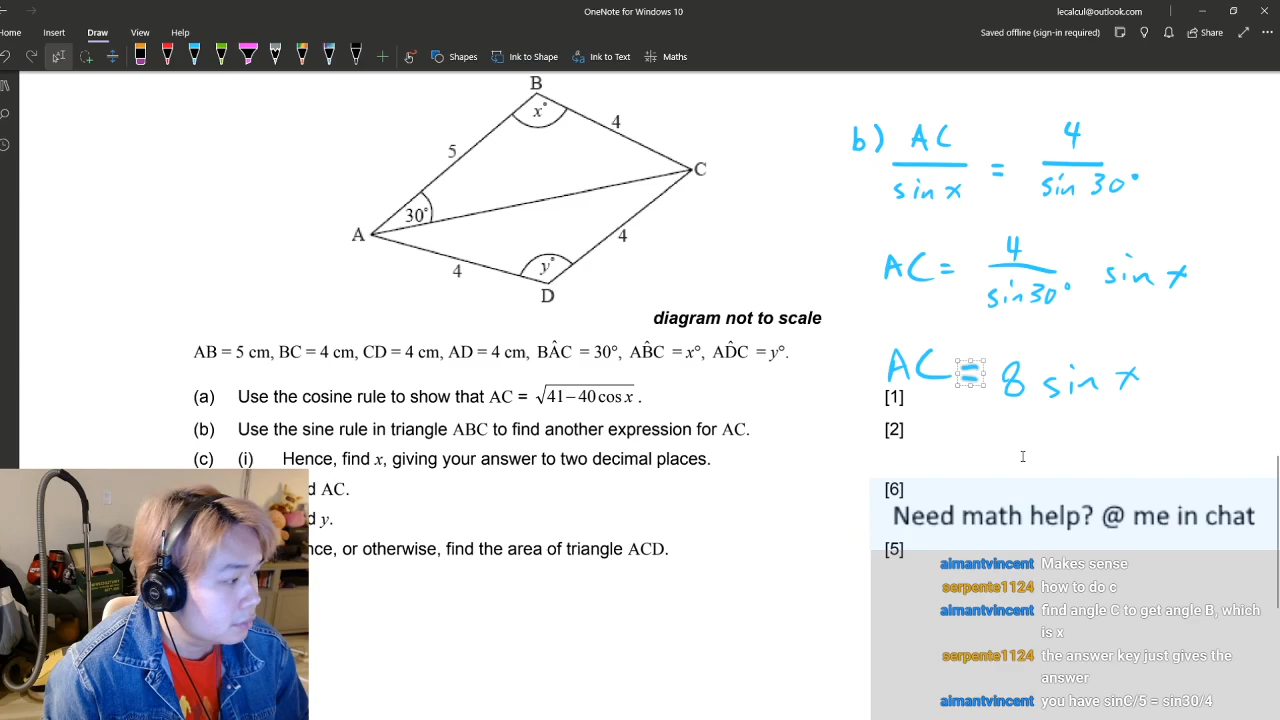 OneNote for Windows 10
lecalcul@outlook.com
Home Insert Draw View Help
Saved offline (sign-in required) Share
Shapes Ink to Shape Ink to Text Maths
B
x°
4
5
C
30°
A
4
4
y°
D
diagram not to scale
AB = 5 cm, BC = 4 cm, CD = 4 cm, AD = 4 cm, BÂC = 30°, AB̂C = x°, AD̂C = y°.
(a) Use the cosine rule to show that AC = √41 – 40 cos x .
[1]
(b) Use the sine rule in triangle ABC to find another expression for AC.
[2]
(c) (i) Hence, find x, giving your answer to two decimal places.
d AC.
[6]
d y.
nce, or otherwise, find the area of triangle ACD.
[5]
b) AC / sin x = 4 / sin 30°
AC = 4 / sin 30° sin x
AC = 8 sin x
Need math help? @ me in chat
aimantvincent Makes sense
serpente1124 how to do c
aimantvincent find angle C to get angle B, which
is x
serpente1124 the answer key just gives the
answer
aimantvincent you have sinC/5 = sin30/4